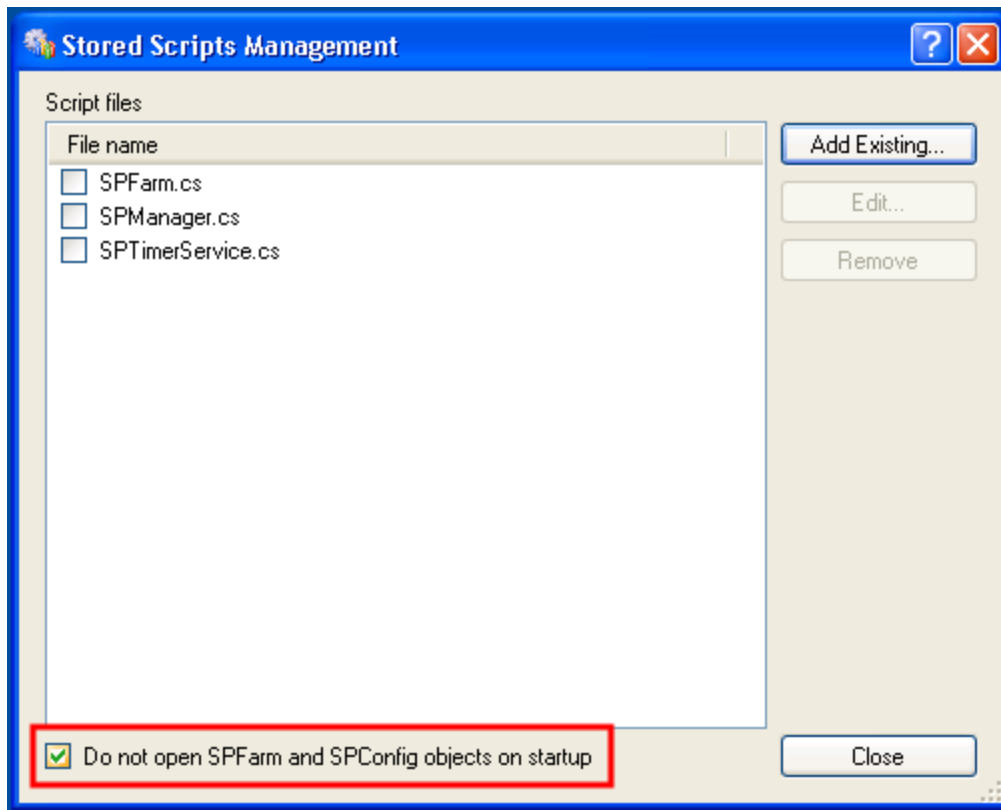 Stored Scripts Management
Script files
File name
Add Existing...
SPFarm.cs
Edit...
SPManager.cs
SPTimerService.cs
Remove
Do not open SPFarm and SPConfig objects on startup
Close